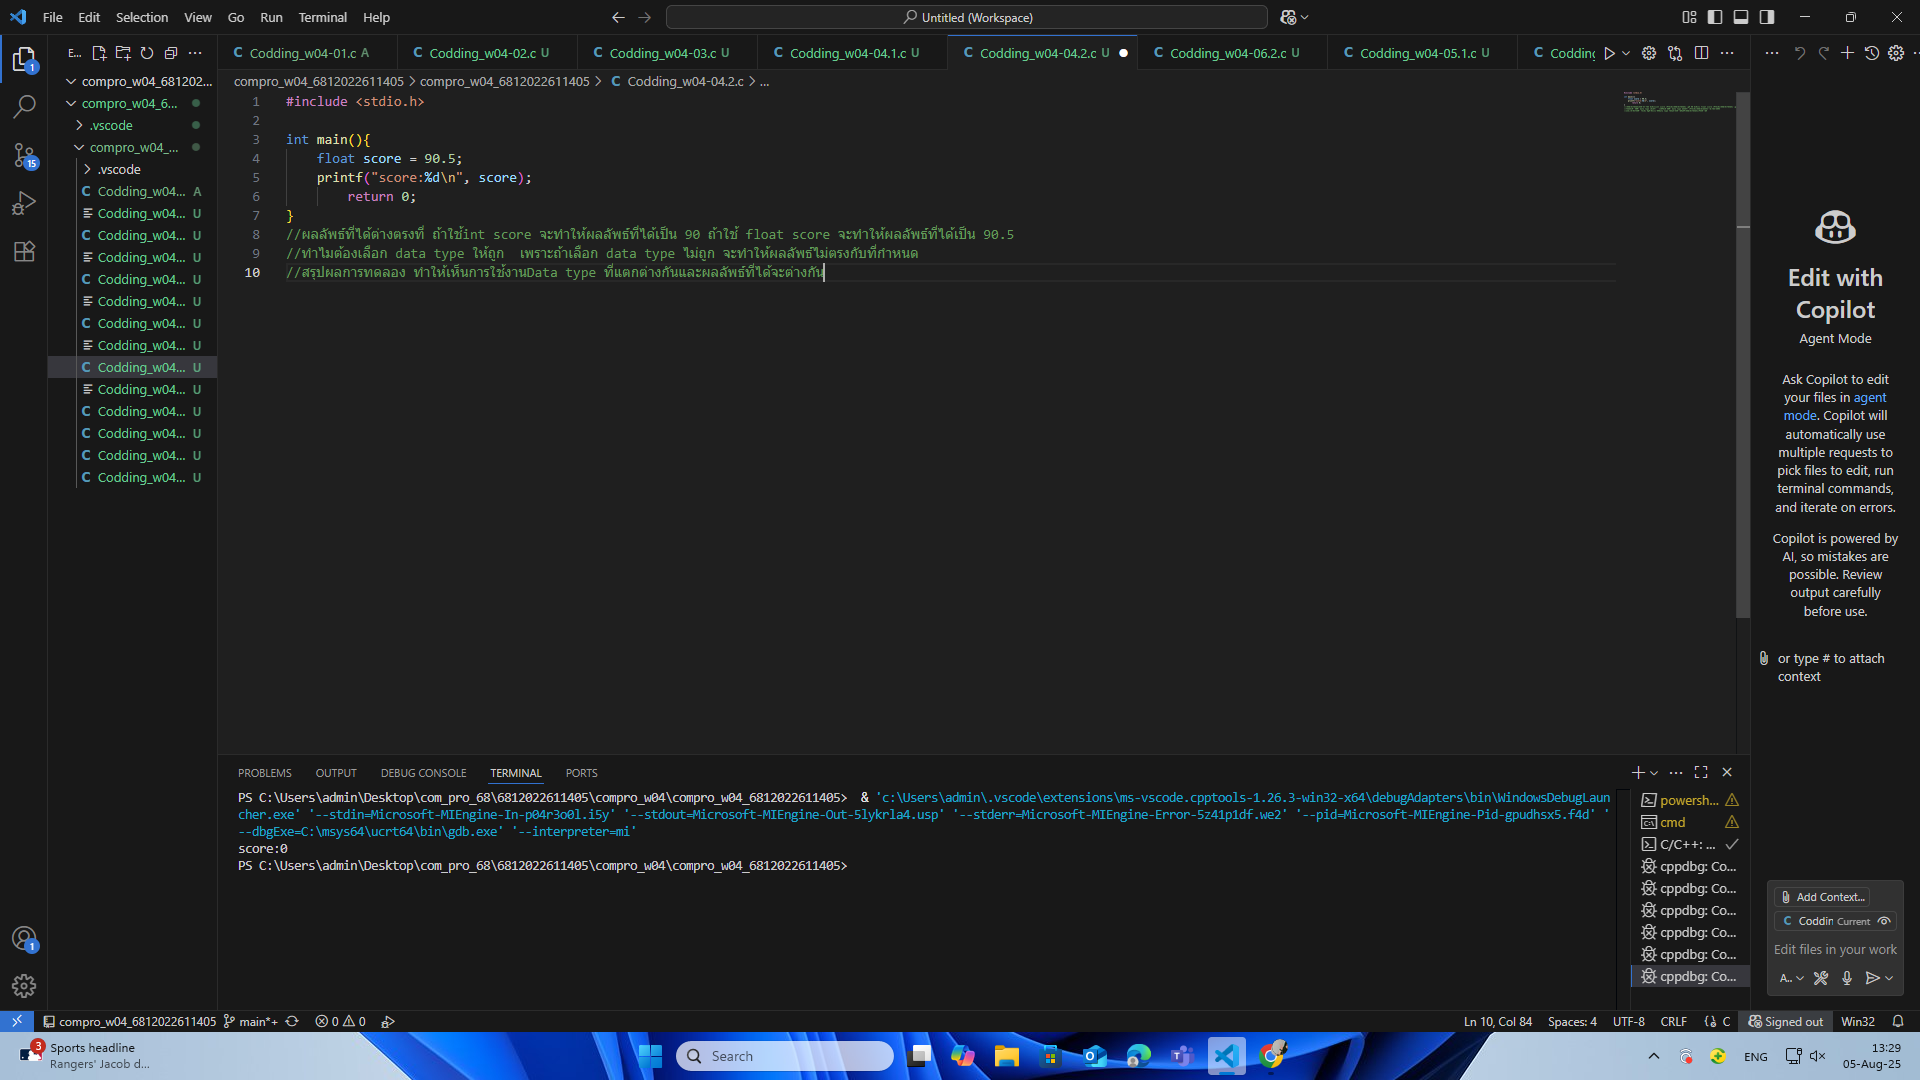 File Edit Selection View Go Run Terminal Help
Untitled (Workspace)
E...
Codding_w04-01.c A
Codding_w04-02.c U
Codding_w04-03.c U
Codding_w04-04.1.c U
Codding_w04-04.2.c U
Codding_w04-06.2.c U
Codding_w04-05.1.c U
Codding
compro_w04_681202...
compro_w04_6...
.vscode
compro_w04_...
.vscode
Codding_w04... A
Codding_w04... U
Codding_w04... U
Codding_w04... U
Codding_w04... U
Codding_w04... U
Codding_w04... U
Codding_w04... U
Codding_w04... U
Codding_w04... U
Codding_w04... U
Codding_w04... U
Codding_w04... U
Codding_w04... U
1
15
1
compro_w04_6812022611405 > compro_w04_6812022611405 > C Codding_w04-04.2.c > ...
1 #include <stdio.h>
2
3 int main(){
4 float score = 90.5;
5 printf("score:%d\n", score);
6 return 0;
7 }
8 //ผลลัพธ์ที่ได้ต่างตรงที่ ถ้าใช้int score จะทำให้ผลลัพธ์ที่ได้เป็น 90 ถ้าใช้ float score จะทำให้ผลลัพธ์ที่ได้เป็น 90.5
9 //ทำไมต้องเลือก data type ให้ถูก เพราะถ้าเลือก data type ไม่ถูก จะทำให้ผลลัพธ์ไม่ตรงกับที่กำหนด
10 //สรุปผลการทดลอง ทำให้เห็นการใช้งานData type ที่แตกต่างกันและผลลัพธ์ที่ได้จะต่างกัน
PROBLEMS OUTPUT DEBUG CONSOLE TERMINAL PORTS
PS C:\Users\admin\Desktop\com_pro_68\6812022611405\compro_w04\compro_w04_6812022611405> & 'c:\Users\admin\.vscode\extensions\ms-vscode.cpptools-1.26.3-win32-x64\debugAdapters\bin\WindowsDebugLaun
cher.exe' '--stdin=Microsoft-MIEngine-In-p04r3o0l.i5y' '--stdout=Microsoft-MIEngine-Out-5lykrla4.usp' '--stderr=Microsoft-MIEngine-Error-5z41p1df.we2' '--pid=Microsoft-MIEngine-Pid-gpudhsx5.f4d' '
--dbgExe=C:\msys64\ucrt64\bin\gdb.exe' '--interpreter=mi'
score:0
PS C:\Users\admin\Desktop\com_pro_68\6812022611405\compro_w04\compro_w04_6812022611405>
powersh...
cmd
C/C++: ...
cppdbg: Co...
cppdbg: Co...
cppdbg: Co...
cppdbg: Co...
cppdbg: Co...
cppdbg: Co...
Edit with
Copilot
Agent Mode
Ask Copilot to edit
your files in agent
mode. Copilot will
automatically use
multiple requests to
pick files to edit, run
terminal commands,
and iterate on errors.
Copilot is powered by
AI, so mistakes are
possible. Review
output carefully
before use.
or type # to attach
context
Add Context...
C Coddin Current
Edit files in your work
A..
compro_w04_6812022611405 main*+ 0 0
Ln 10, Col 84 Spaces: 4 UTF-8 CRLF {} C Signed out Win32
3
Sports headline
Rangers' Jacob d...
Search
ENG
13:29
05-Aug-25